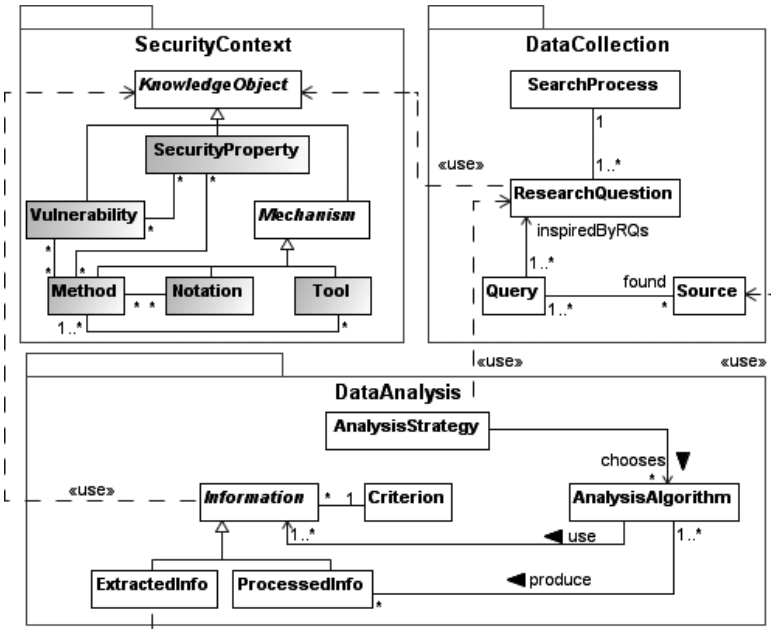 SecurityContext
KnowledgeObject
SecurityProperty
Vulnerability
Mechanism
Method
Notation
Tool
*
*
*
*
*
*
*
*
1..*
*
DataCollection
SearchProcess
1
1..*
«use»
ResearchQuestion
inspiredByRQs
1..*
Query
found
Source
1..*
*
«use»
«use»
DataAnalysis
AnalysisStrategy
chooses
*
«use»
Information
*
1
Criterion
AnalysisAlgorithm
1..*
use
1..*
ExtractedInfo
ProcessedInfo
produce
*